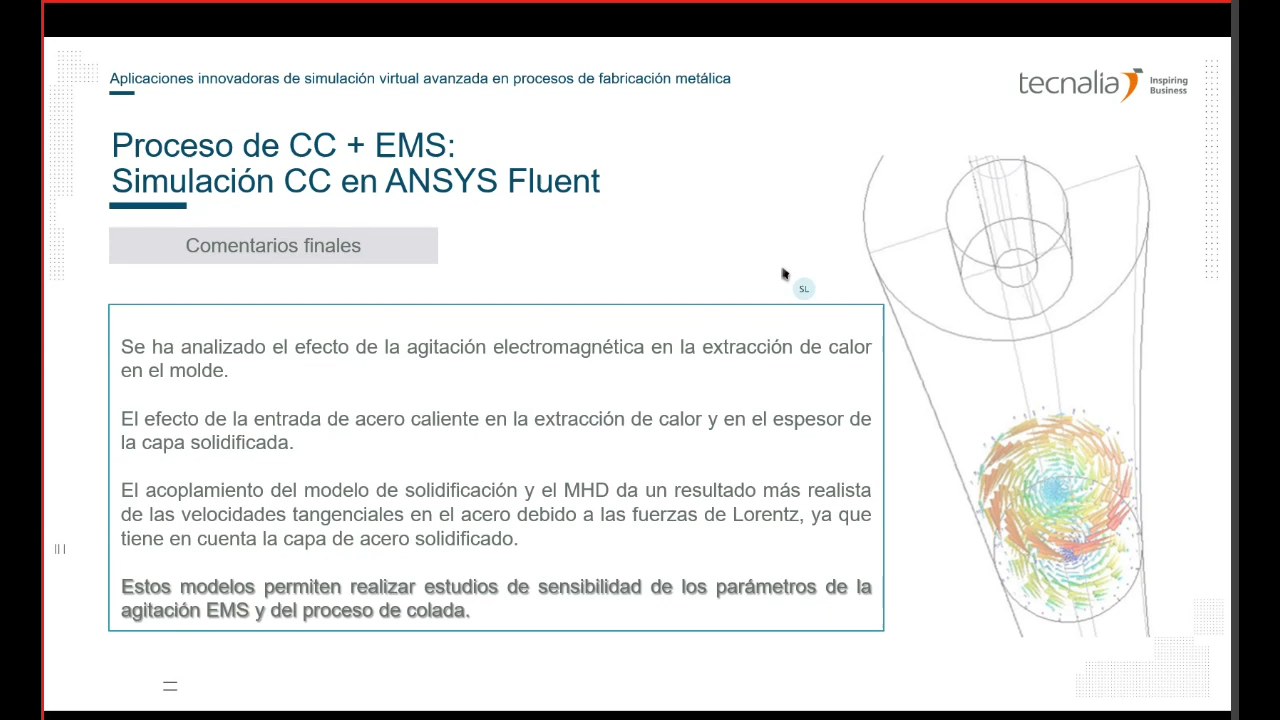 Aplicaciones innovadoras de simulación virtual avanzada en procesos de fabricación metálica
tecnalia Inspiring
Business
Proceso de CC + EMS:
Simulación CC en ANSYS Fluent
Comentarios finales
SL
Se ha analizado el efecto de la agitación electromagnética en la extracción de calor
en el molde.
El efecto de la entrada de acero caliente en la extracción de calor y en el espesor de
la capa solidificada.
El acoplamiento del modelo de solidificación y el MHD da un resultado más realista
de las velocidades tangenciales en el acero debido a las fuerzas de Lorentz, ya que
tiene en cuenta la capa de acero solidificado.
Estos modelos permiten realizar estudios de sensibilidad de los parámetros de la
agitación EMS y del proceso de colada.